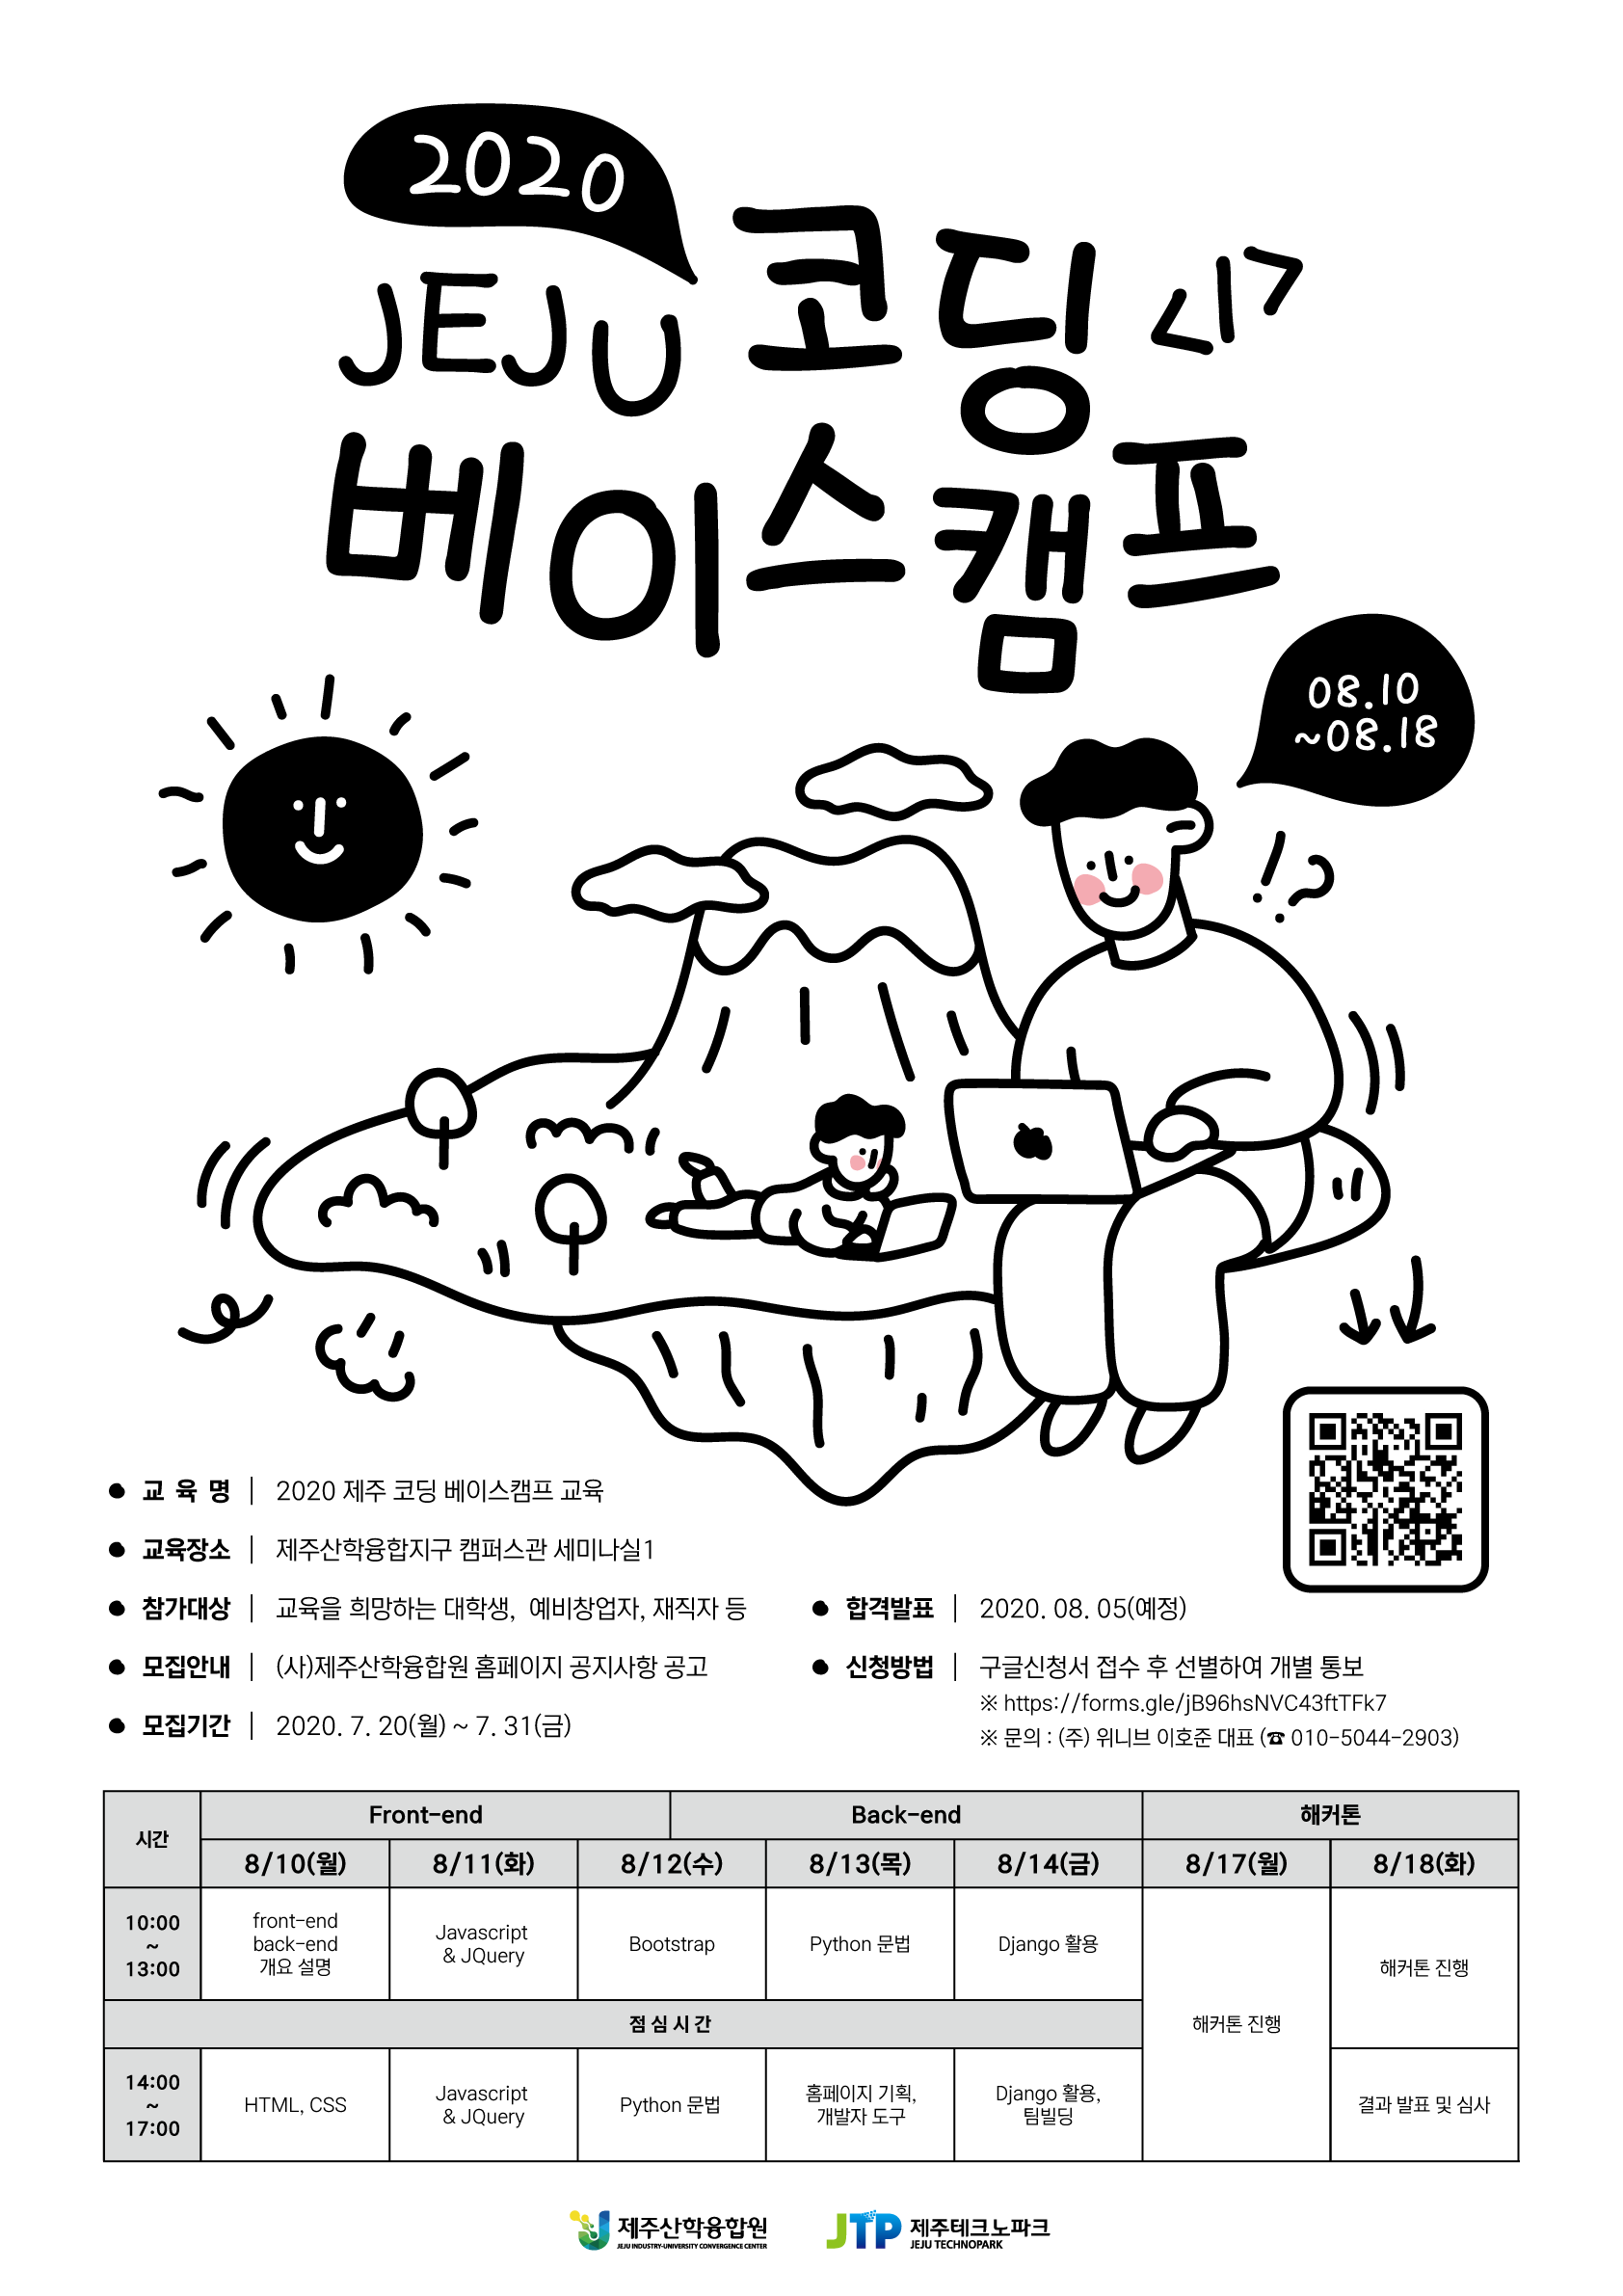 2020
JEJU 코딩 </>
베이스캠프
08.10
~08.18
!?
● 교 육 명 | 2020 제주 코딩 베이스캠프 교육
● 교육장소 | 제주산학융합지구 캠퍼스관 세미나실1
● 참가대상 | 교육을 희망하는 대학생, 예비창업자, 재직자 등
● 모집안내 | (사)제주산학융합원 홈페이지 공지사항 공고
● 모집기간 | 2020. 7. 20(월) ~ 7. 31(금)
● 합격발표 | 2020. 08. 05(예정)
● 신청방법 | 구글신청서 접수 후 선별하여 개별 통보
※ https://forms.gle/jB96hsNVC43ftTFk7
※ 문의 : (주) 위니브 이호준 대표 (☎ 010-5044-2903)
시간
Front-end
Back-end
해커톤
8/10(월)
8/11(화)
8/12(수)
8/13(목)
8/14(금)
8/17(월)
8/18(화)
10:00
~
13:00
front-end
back-end
개요 설명
Javascript
& JQuery
Bootstrap
Python 문법
Django 활용
해커톤 진행
해커톤 진행
점 심 시 간
14:00
~
17:00
HTML, CSS
Javascript
& JQuery
Python 문법
홈페이지 기획,
개발자 도구
Django 활용,
팀빌딩
결과 발표 및 심사
제주산학융합원
JEJU INDUSTRY-UNIVERSITY CONVERGENCE CENTER
JTP 제주테크노파크
JEJU TECHNOPARK